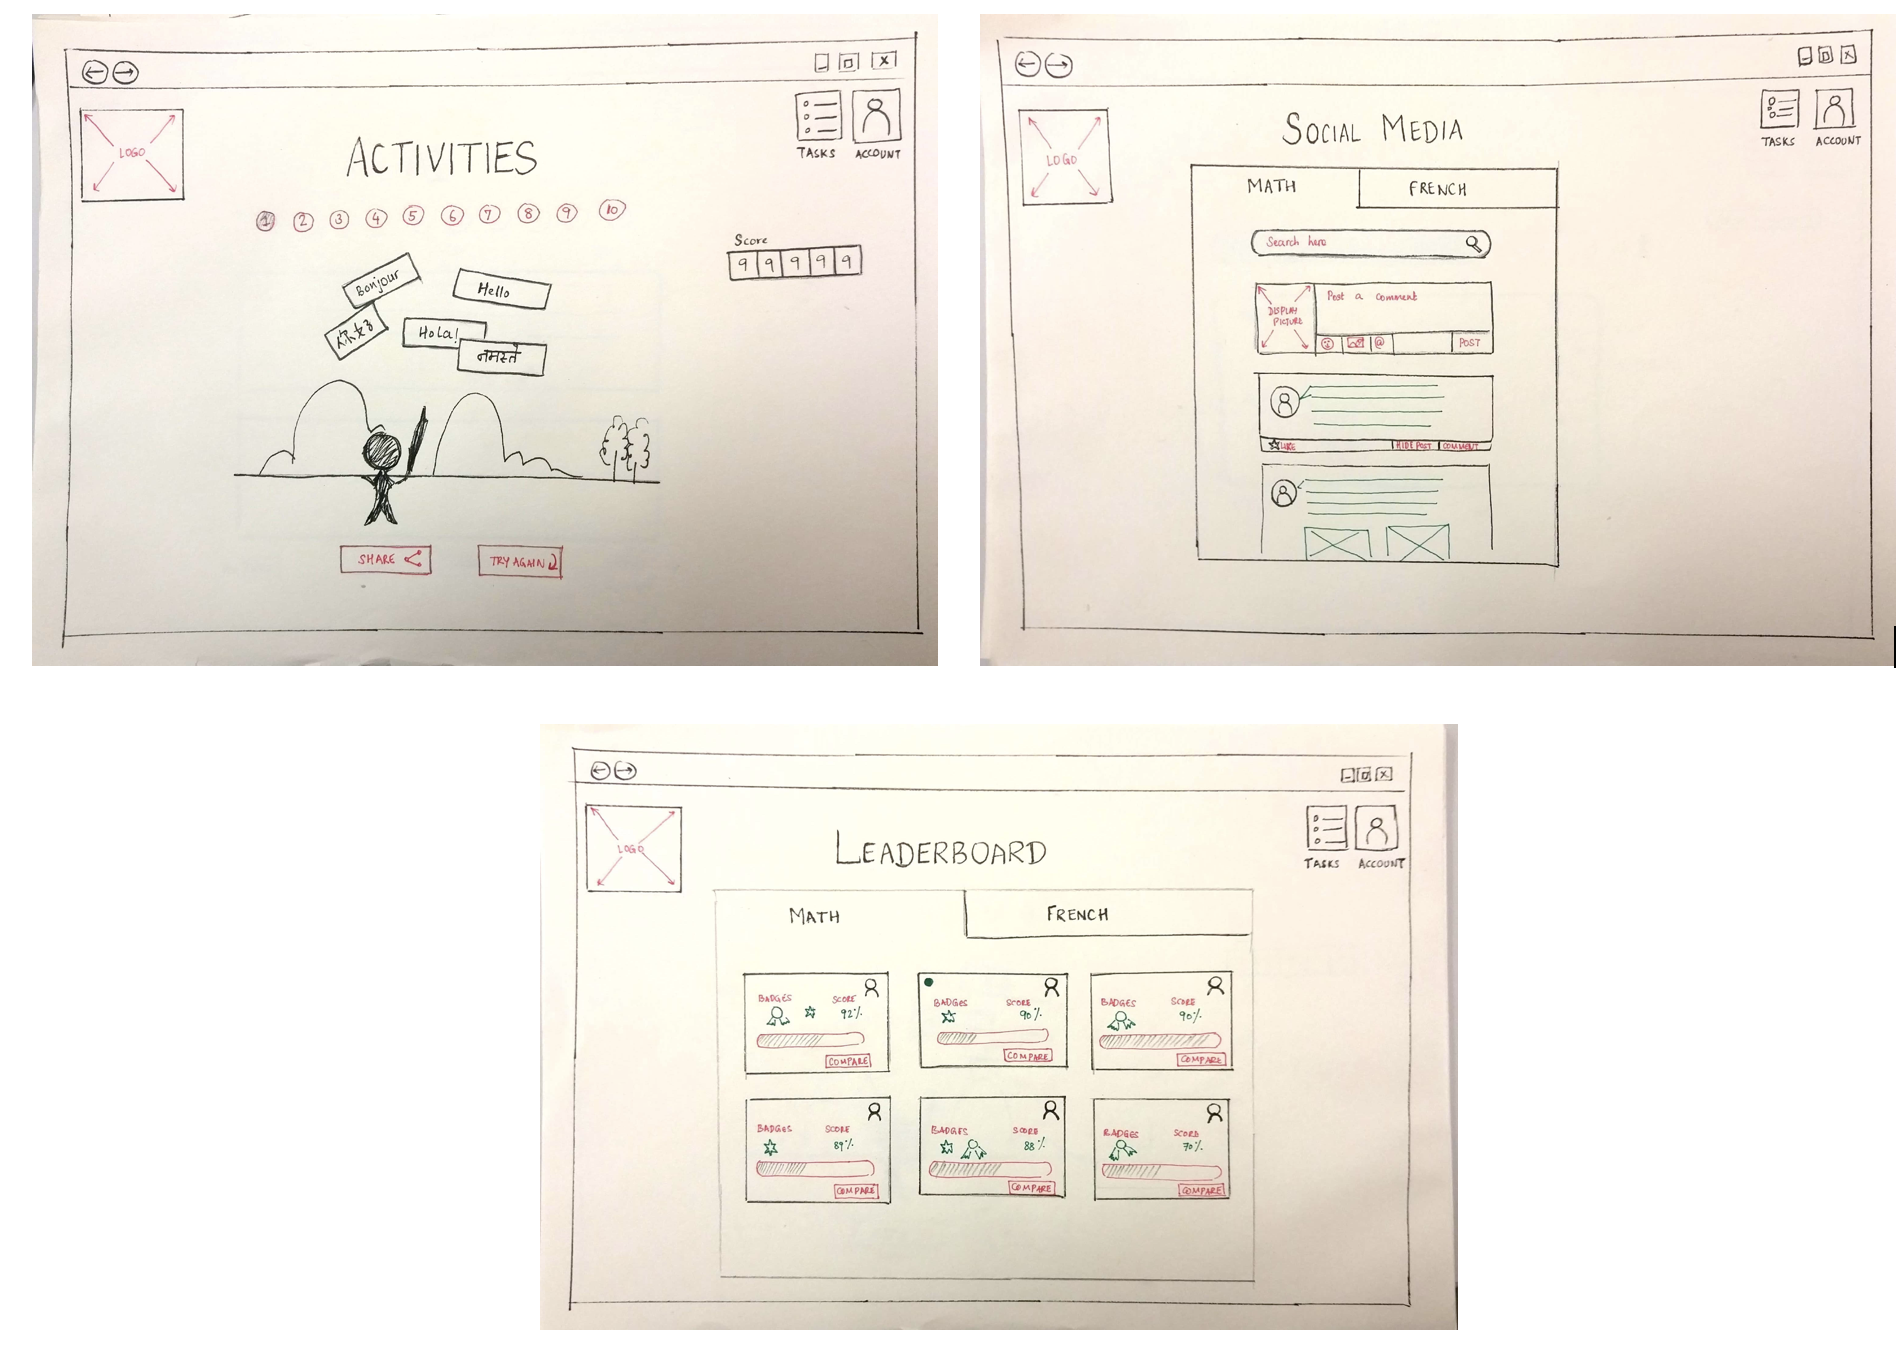 LOGO
TASKS
ACCOUNT
ACTIVITIES
1 2 3 4 5 6 7 8 9 10
Score
9 9 9 9 9
Bonjour
Hello
Hola!
नमस्ते
SHARE
TRY AGAIN
LOGO
TASKS
ACCOUNT
SOCIAL MEDIA
MATH
FRENCH
Search here
DISPLAY
PICTURE
Post a comment
@
POST
LIKE
HIDE POST
COMMENT
LOGO
TASKS
ACCOUNT
LEADERBOARD
MATH
FRENCH
BADGES SCORE
92%
COMPARE
BADGES SCORE
90%
COMPARE
BADGES SCORE
90%
COMPARE
BADGES SCORE
89%
COMPARE
BADGES SCORE
88%
COMPARE
BADGES SCORE
70%
COMPARE